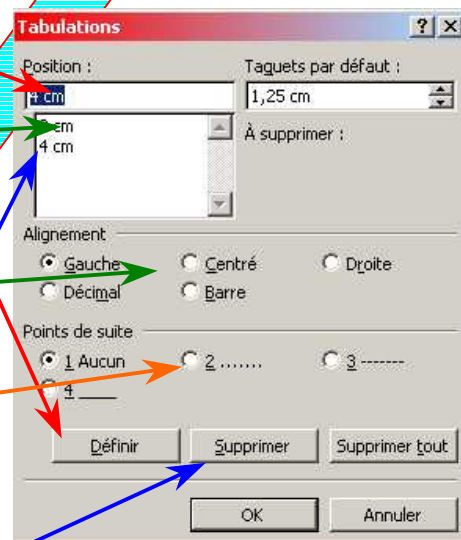 Tabulations
Position :
Taquets par défaut :
4 cm
1,25 cm
cm
4 cm
À supprimer :
Alignement
Gauche
Centré
Droite
Décimal
Barre
Points de suite
1 Aucun
2 .......
3 -------
4 ____
Définir
Supprimer
Supprimer tout
OK
Annuler